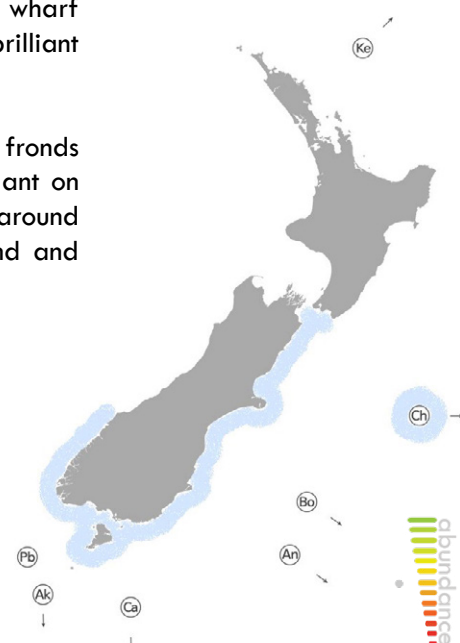 wharf
brilliant
fronds
ant on
around
nd and
Ke
Ch
Bo
An
Pb
Ak
Ca
abundance